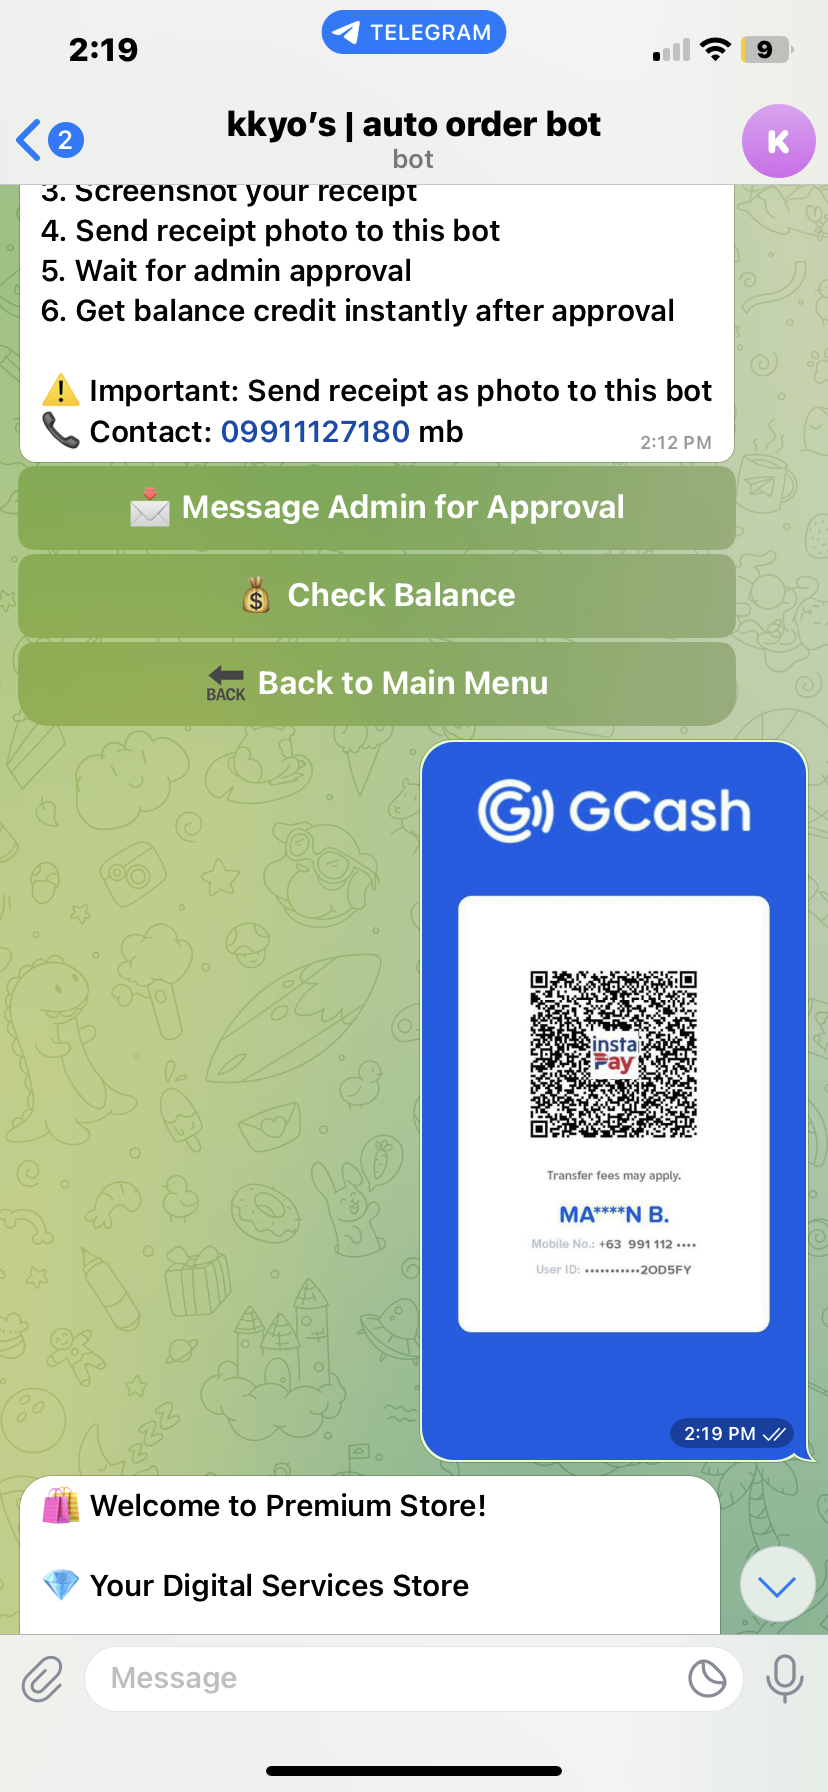 2:19
TELEGRAM
9
2
kkyo’s | auto order bot
bot
K
3. Screenshot your receipt
4. Send receipt photo to this bot
5. Wait for admin approval
6. Get balance credit instantly after approval
⚠️ Important: Send receipt as photo to this bot
📞 Contact: 09911127180 mb
2:12 PM
📩 Message Admin for Approval
💰 Check Balance
🔙 Back to Main Menu
GCash
insta
Pay
Transfer fees may apply.
MA****N B.
Mobile No.: +63 991 112 ••••
User ID: •••••••••••2OD5FY
2:19 PM
🛍️ Welcome to Premium Store!
💎 Your Digital Services Store
Message